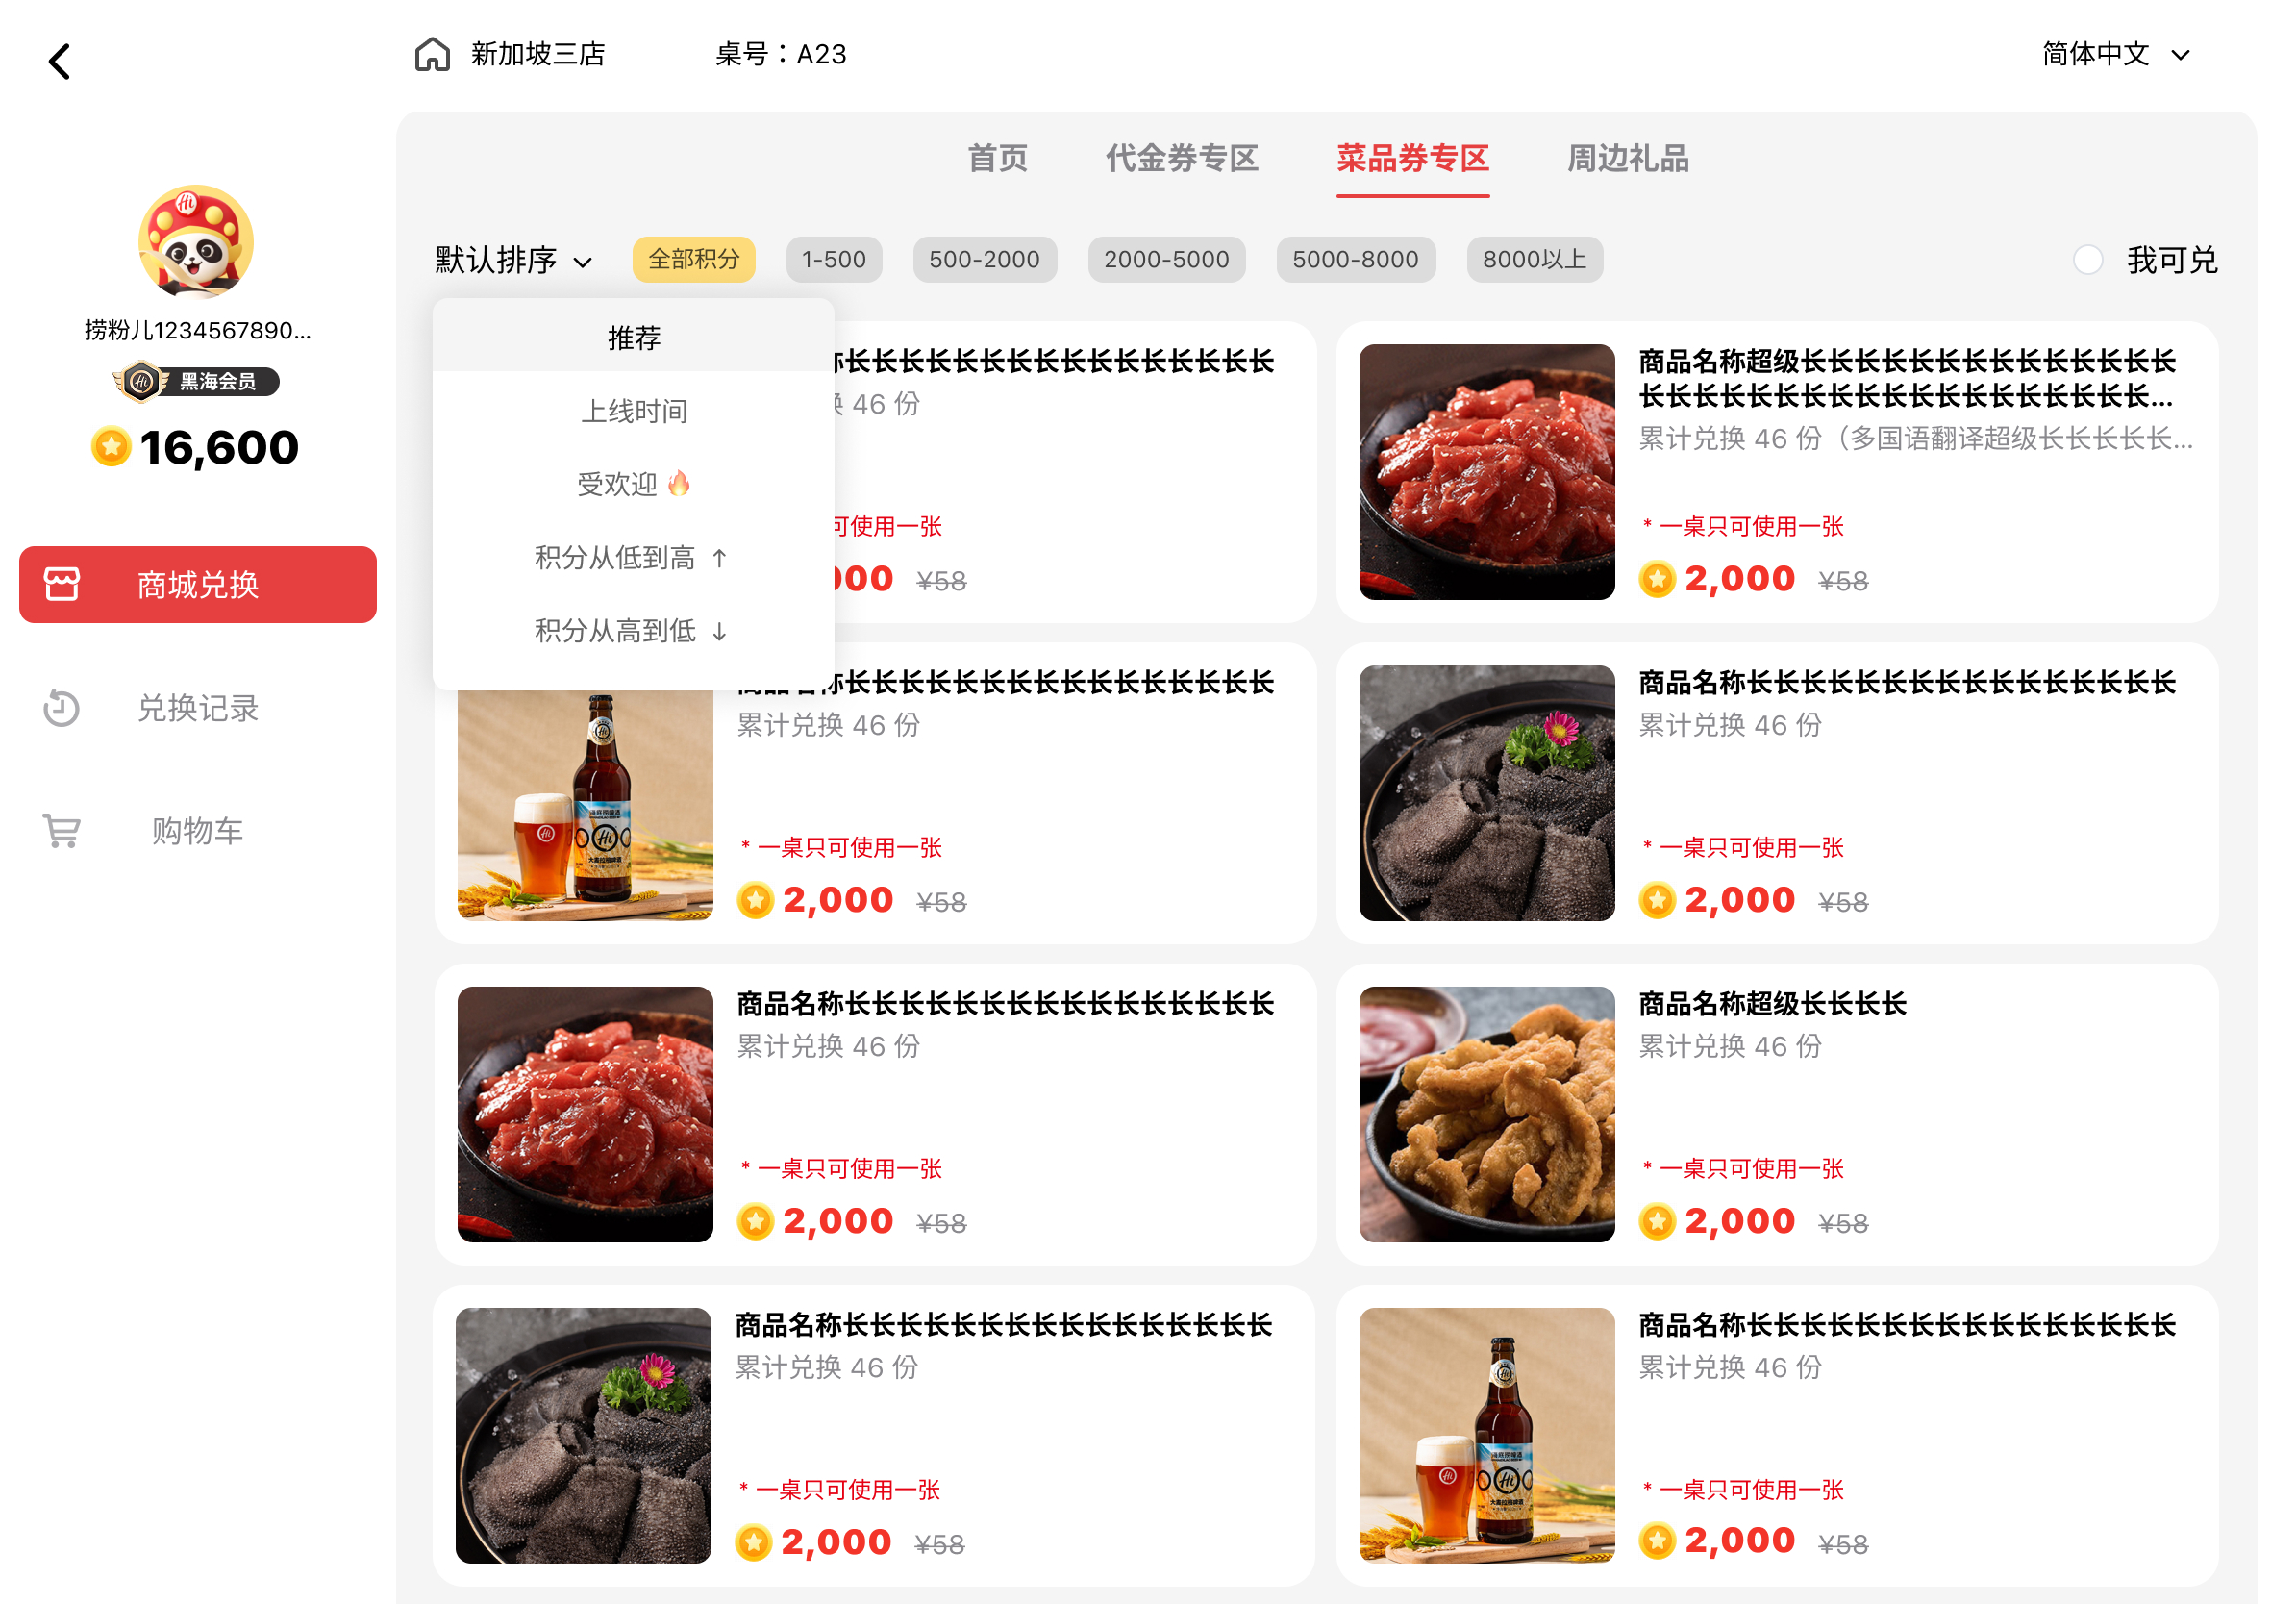 新加坡三店
桌号：A23
简体中文
捞粉儿1234567890...
黑海会员
16,600
商城兑换
兑换记录
购物车
首页
代金券专区
菜品券专区
周边礼品
默认排序
全部积分
1-500
500-2000
2000-5000
5000-8000
8000以上
我可兑
推荐
上线时间
受欢迎🔥
积分从低到高 ↑
积分从高到低 ↓
长长长长长长长长长长长长长长长长
46 份
可使用一张
00 ¥58
商品名称超级长长长长长长长长长长长长长长
长长长长长长长长长长长长长长长长长长长...
累计兑换 46 份（多国语翻译超级长长长长长...
* 一桌只可使用一张
2,000 ¥58
商品名称长长长长长长长长长长长长长长长长
累计兑换 46 份
* 一桌只可使用一张
2,000 ¥58
商品名称长长长长长长长长长长长长长长长长
累计兑换 46 份
* 一桌只可使用一张
2,000 ¥58
商品名称长长长长长长长长长长长长长长长长
累计兑换 46 份
* 一桌只可使用一张
2,000 ¥58
商品名称超级长长长长
累计兑换 46 份
* 一桌只可使用一张
2,000 ¥58
商品名称长长长长长长长长长长长长长长长长
累计兑换 46 份
* 一桌只可使用一张
2,000 ¥58
商品名称长长长长长长长长长长长长长长长长
累计兑换 46 份
* 一桌只可使用一张
2,000 ¥58